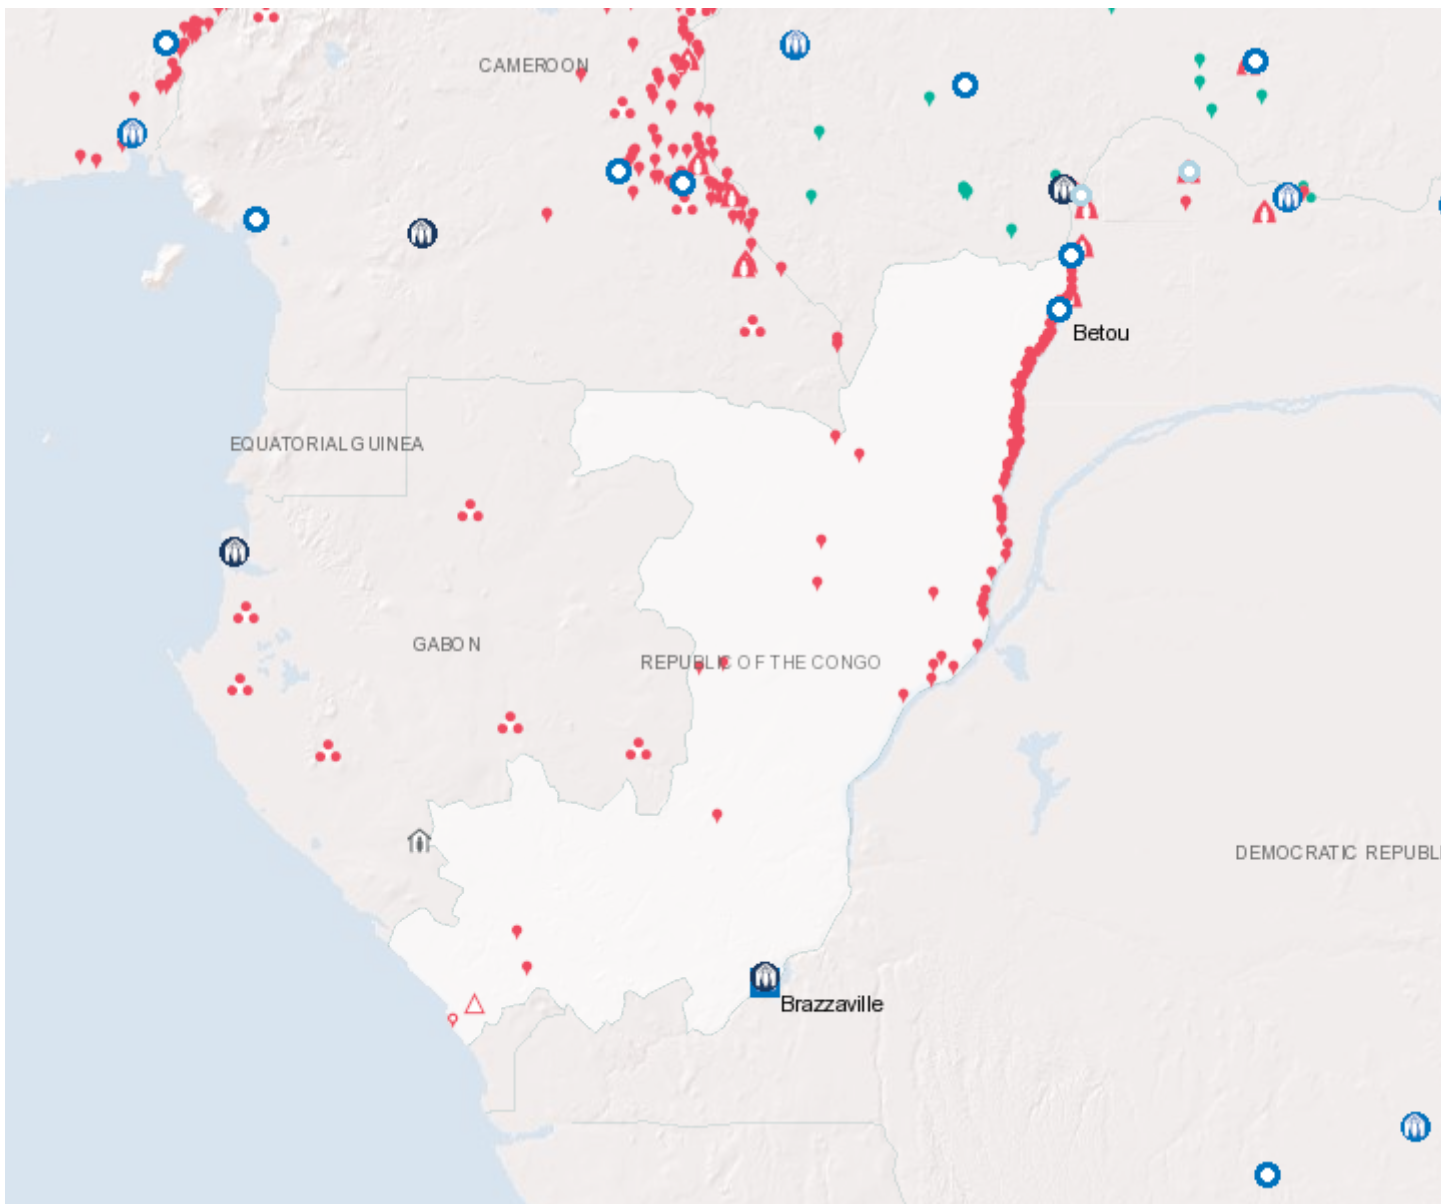 CAMEROON
Betou
EQUATORIAL GUINEA
GABON
REPUBLIC OF THE CONGO
DEMOCRATIC REPUBL
Brazzaville